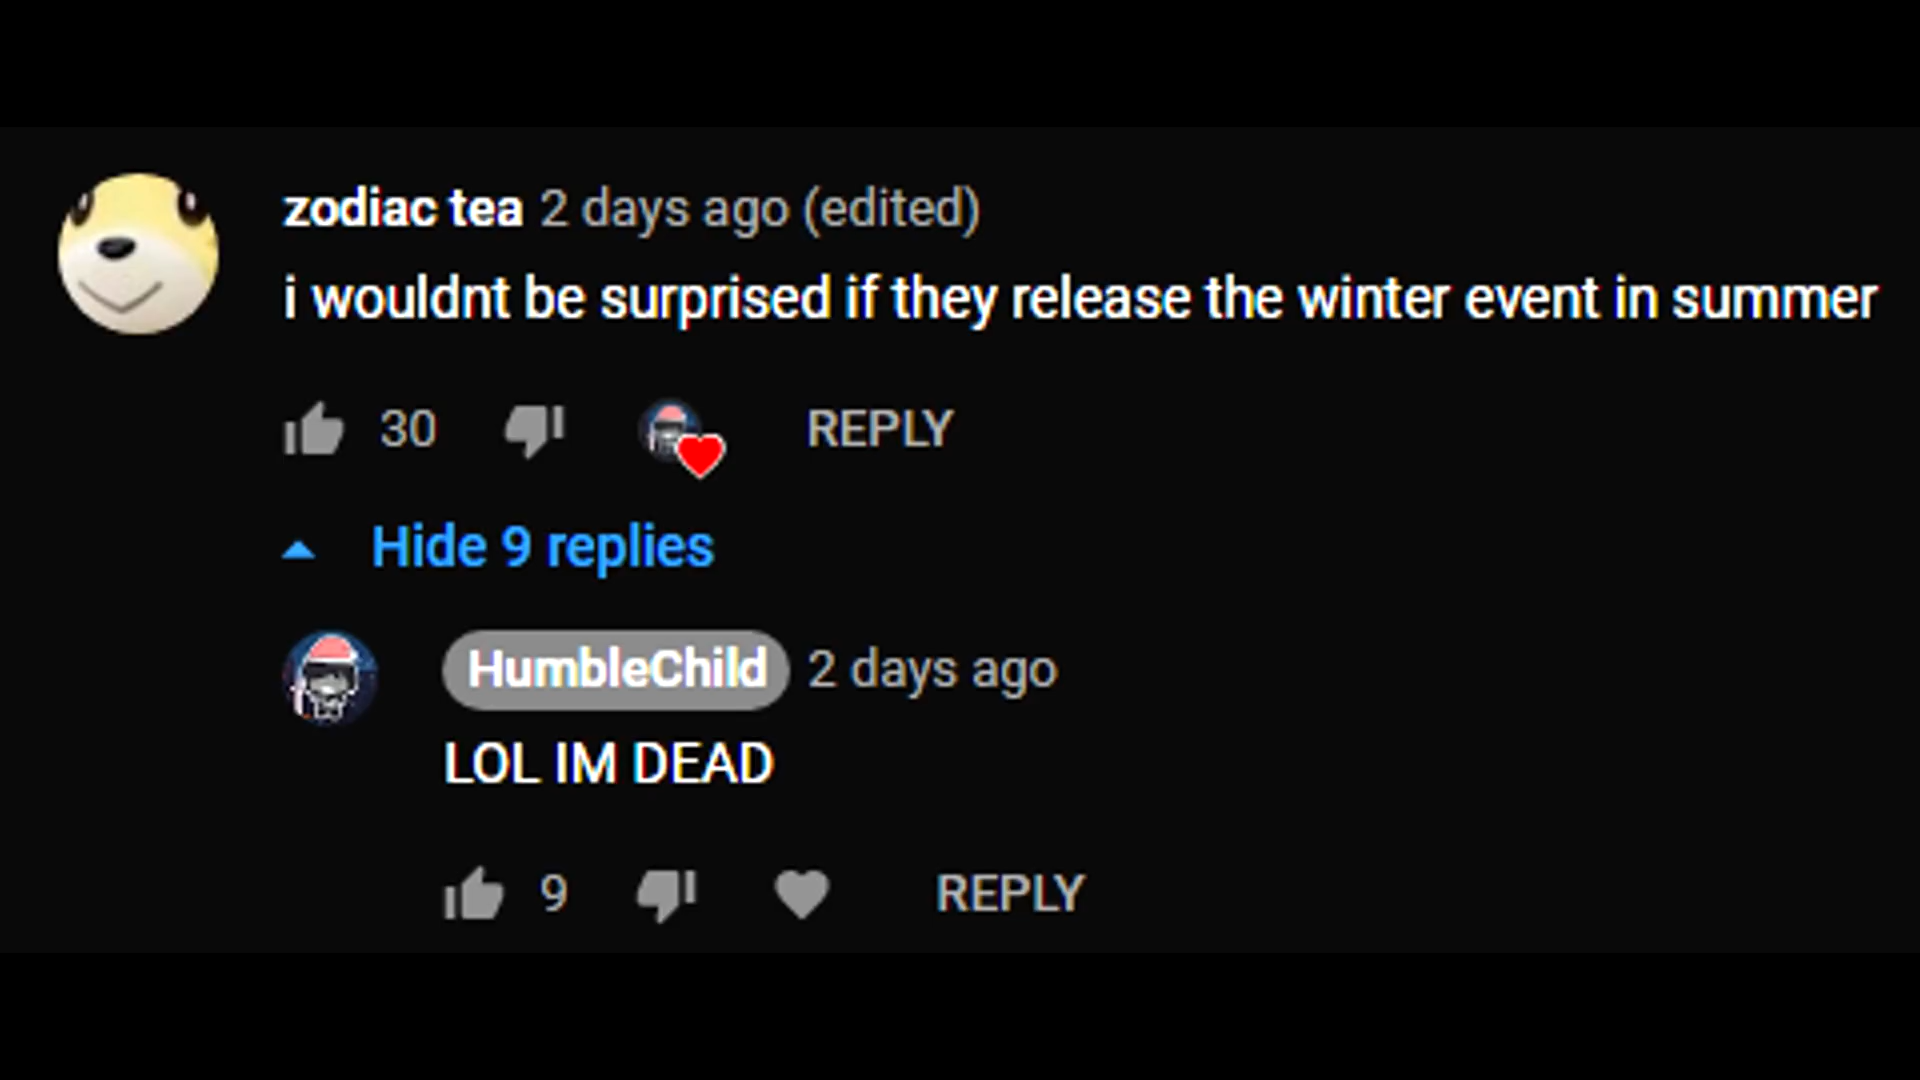 zodiac tea 2 days ago (edited)
i wouldnt be surprised if they release the winter event in summer
30 REPLY
Hide 9 replies
HumbleChild 2 days ago
LOL IM DEAD
9 REPLY